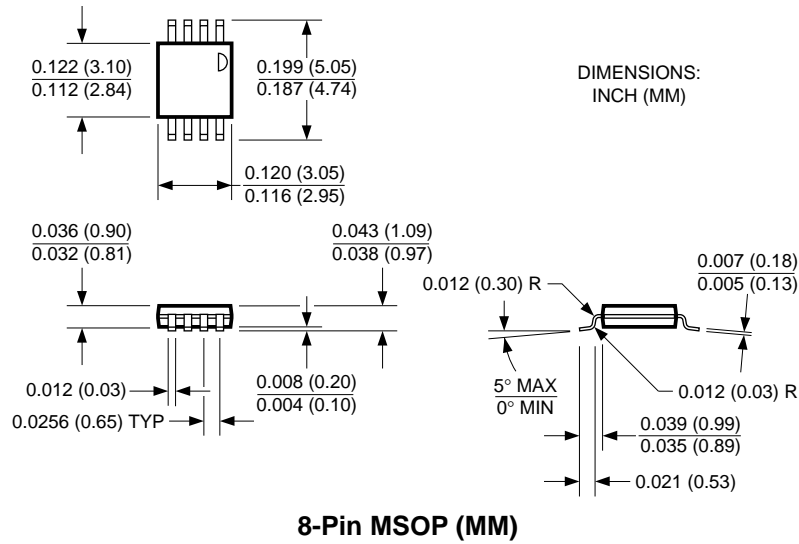 0.122 (3.10)
0.112 (2.84)
0.199 (5.05)
0.187 (4.74)
DIMENSIONS:
INCH (MM)
0.120 (3.05)
0.116 (2.95)
0.036 (0.90)
0.032 (0.81)
0.043 (1.09)
0.038 (0.97)
0.012 (0.03)
0.0256 (0.65) TYP
0.008 (0.20)
0.004 (0.10)
0.012 (0.30) R
0.007 (0.18)
0.005 (0.13)
5° MAX
0° MIN
0.012 (0.03) R
0.039 (0.99)
0.035 (0.89)
0.021 (0.53)
8-Pin MSOP (MM)